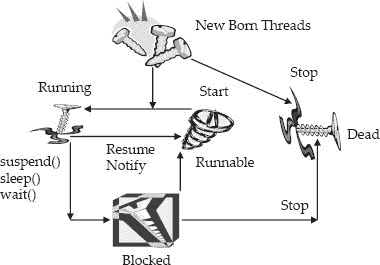 New Born Threads
Stop
Running
Start
Dead
suspend()
sleep()
wait()
Resume
Notify
Runnable
Stop
Blocked